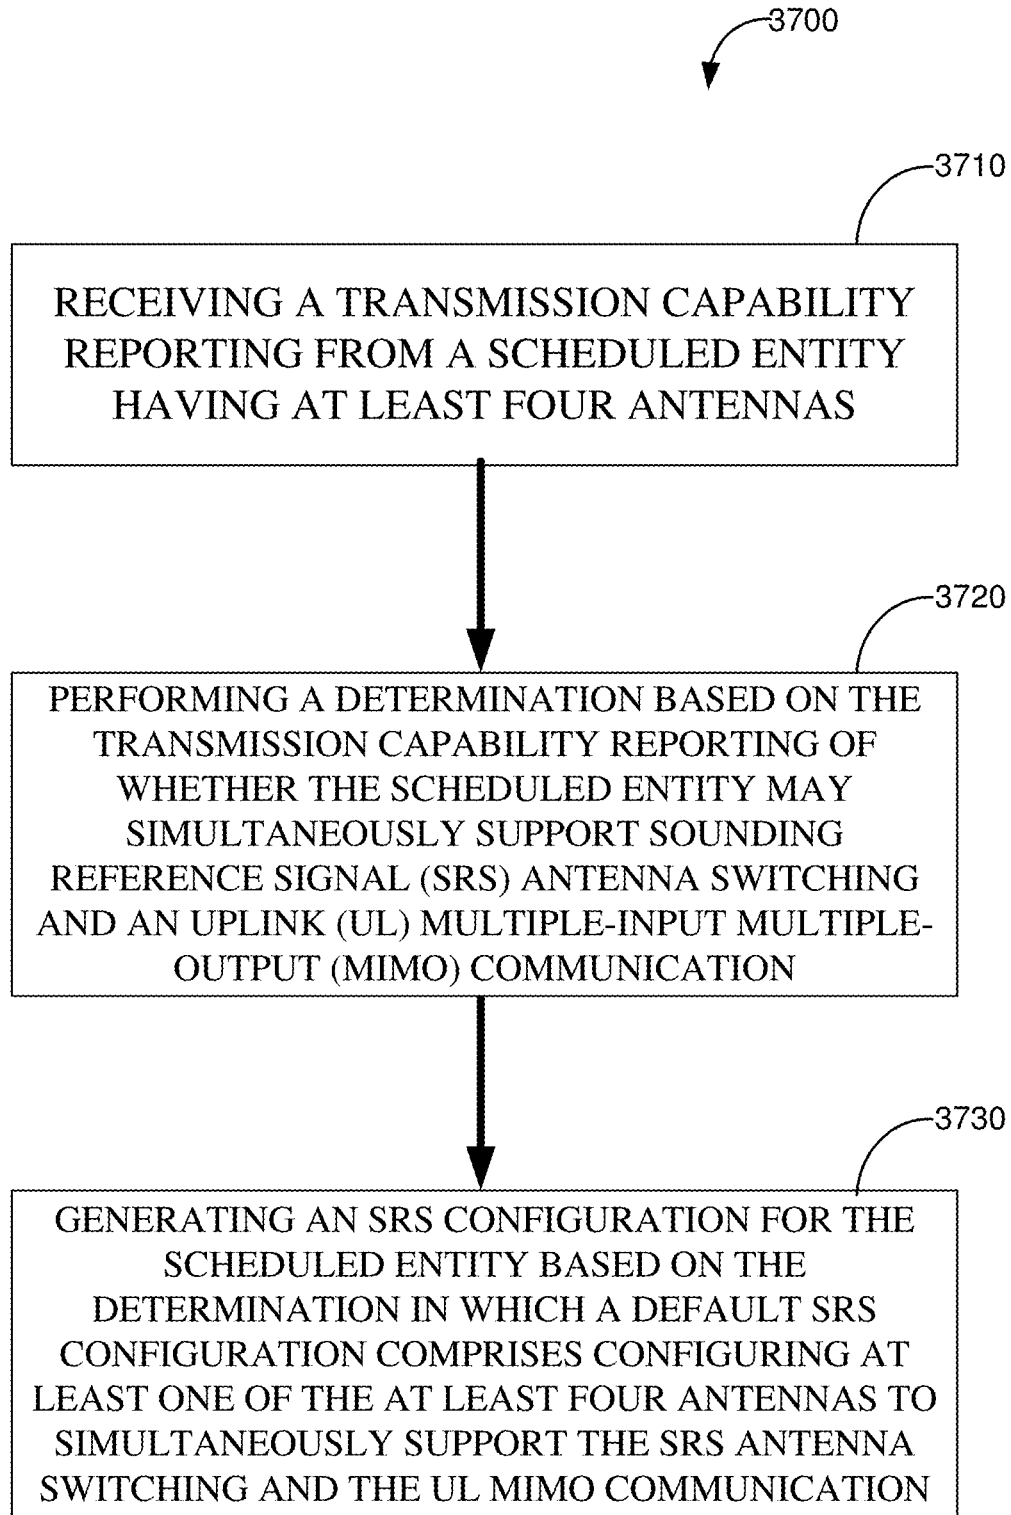 3700
3710
RECEIVING A TRANSMISSION CAPABILITY
REPORTING FROM A SCHEDULED ENTITY
HAVING AT LEAST FOUR ANTENNAS
3720
PERFORMING A DETERMINATION BASED ON THE
TRANSMISSION CAPABILITY REPORTING OF
WHETHER THE SCHEDULED ENTITY MAY
SIMULTANEOUSLY SUPPORT SOUNDING
REFERENCE SIGNAL (SRS) ANTENNA SWITCHING
AND AN UPLINK (UL) MULTIPLE-INPUT MULTIPLE-
OUTPUT (MIMO) COMMUNICATION
3730
GENERATING AN SRS CONFIGURATION FOR THE
SCHEDULED ENTITY BASED ON THE
DETERMINATION IN WHICH A DEFAULT SRS
CONFIGURATION COMPRISES CONFIGURING AT
LEAST ONE OF THE AT LEAST FOUR ANTENNAS TO
SIMULTANEOUSLY SUPPORT THE SRS ANTENNA
SWITCHING AND THE UL MIMO COMMUNICATION